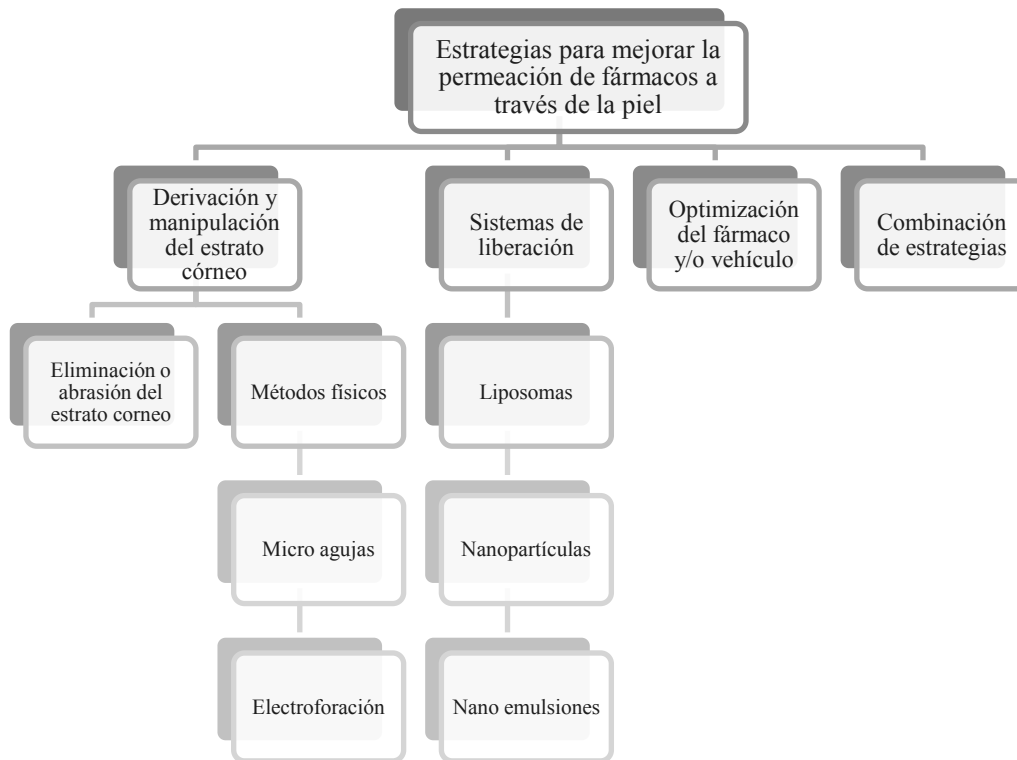 Estrategias para mejorar la
permeación de fármacos a
través de la piel
Derivación y
manipulación
del estrato
córneo
Sistemas de
liberación
Optimización
del fármaco
y/o vehículo
Combinación
de estrategias
Eliminación o
abrasión del
estrato corneo
Métodos físicos
Liposomas
Micro agujas
Nanopartículas
Electroforación
Nano emulsiones